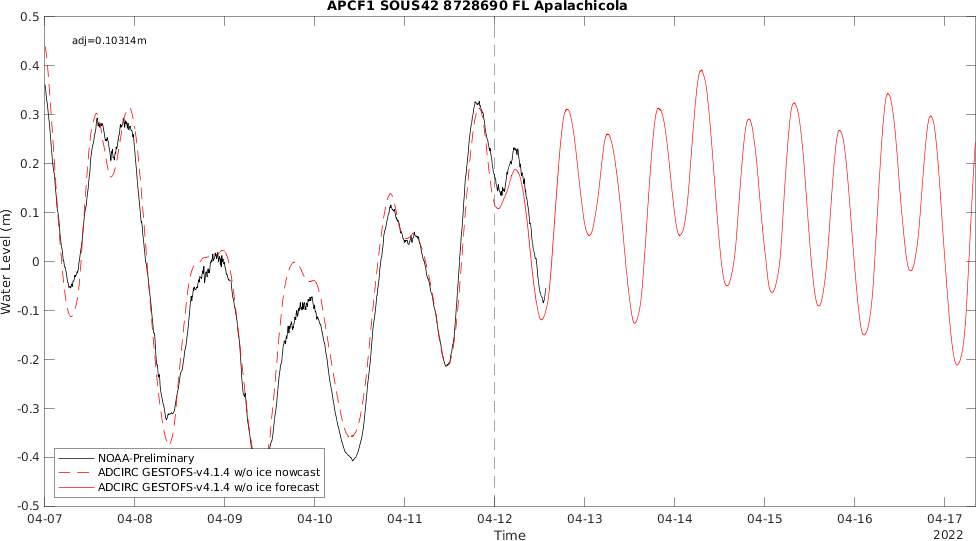 APCF1 SOUS42 8728690 FL Apalachicola
adj=0.10314m
0.5
0.4
0.3
0.2
0.1
0
-0.1
-0.2
-0.3
-0.4
-0.5
Water Level (m)
NOAA-Preliminary
ADCIRC GESTOFS-v4.1.4 w/o ice nowcast
ADCIRC GESTOFS-v4.1.4 w/o ice forecast
04-07 04-08 04-09 04-10 04-11 04-12 04-13 04-14 04-15 04-16 04-17
Time
2022